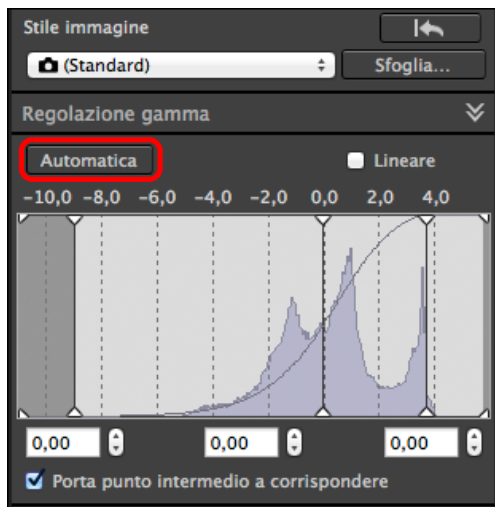 Stile immagine
(Standard)
Sfoglia...
Regolazione gamma
Automatica
Lineare
-10,0 -8,0 -6,0 -4,0 -2,0 0,0 2,0 4,0
0,00 0,00 0,00
Porta punto intermedio a corrispondere